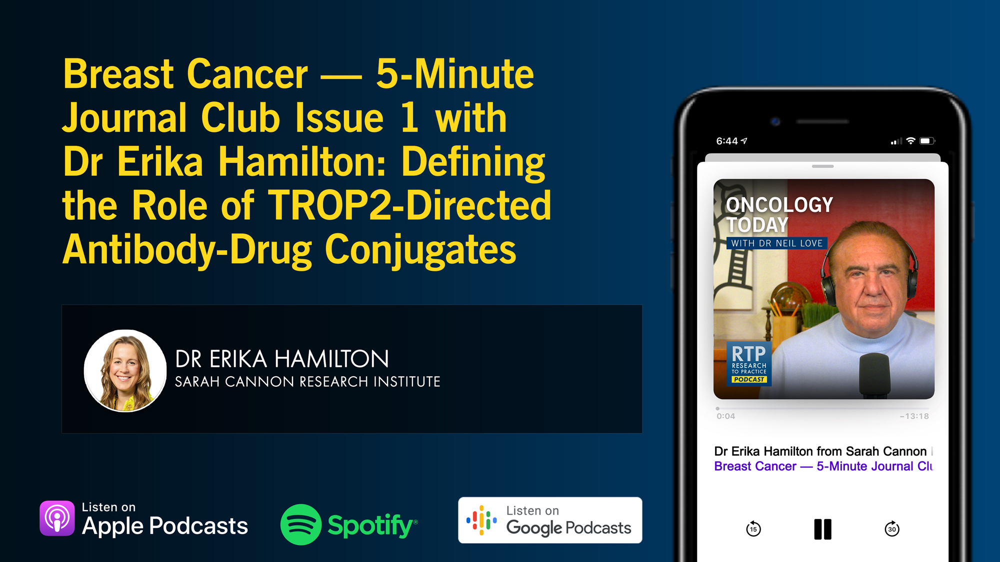 Breast Cancer — 5-Minute
Journal Club Issue 1 with
Dr Erika Hamilton: Defining
the Role of TROP2-Directed
Antibody-Drug Conjugates
DR ERIKA HAMILTON
SARAH CANNON RESEARCH INSTITUTE
Listen on
Apple Podcasts
Spotify®
Listen on
Google Podcasts
6:44
ONCOLOGY
TODAY
WITH DR NEIL LOVE
RTP
RESEARCH
TO PRACTICE
PODCAST
0:04
-13:18
Dr Erika Hamilton from Sarah Cannon
Breast Cancer — 5-Minute Journal Clu
15
30